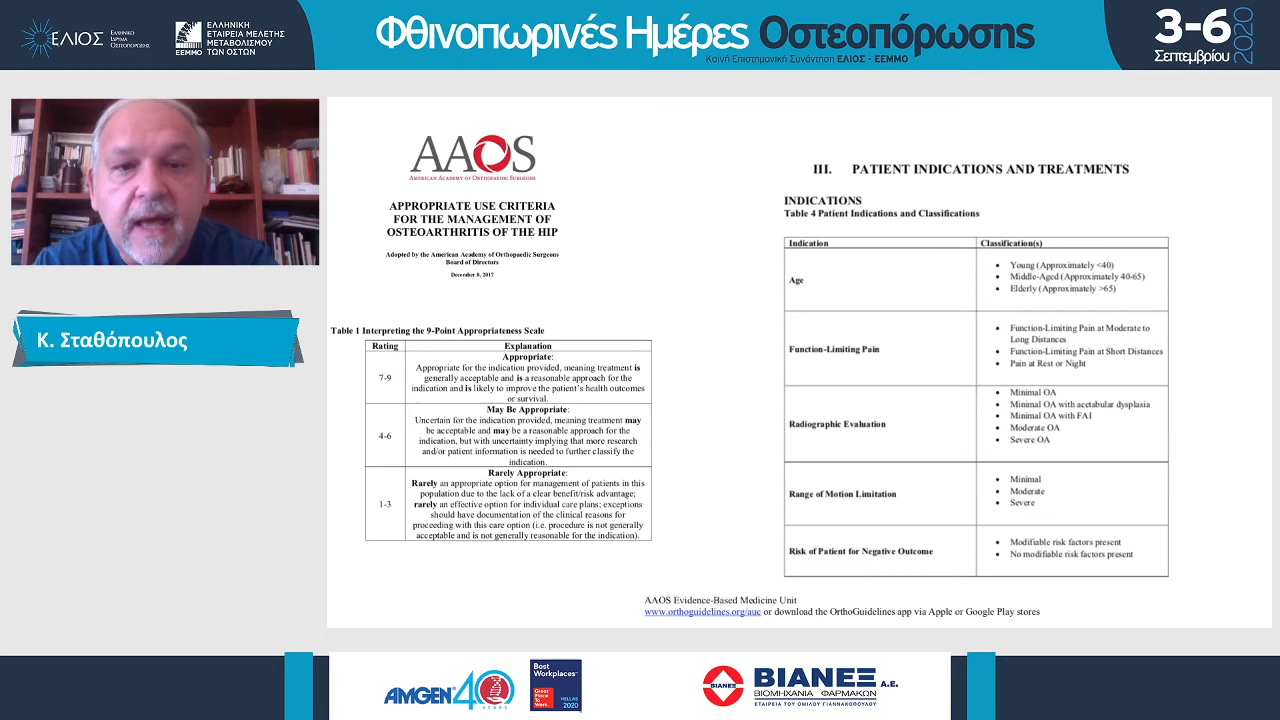 ΕΛΙΟΣ
ΕΛΛΗΝΙΚΟ
ΙΔΡΥΜΑ
ΟΣΤΕΟΠΟΡΩΣΗΣ
ΕΕΜΜΟ
ΕΛΛΗΝΙΚΗ
ΕΤΑΙΡΕΙΑ ΜΕΛΕΤΗΣ
ΜΕΤΑΒΟΛΙΣΜΟΥ
ΤΩΝ ΟΣΤΩΝ
Φθινοπωρινές Ημέρες Οστεοπόρωσης
Κοινή Επιστημονική Συνάντηση ΕΛΙΟΣ - ΕΕΜΜΟ
3-6
Σεπτεμβρίου
2020
Κ. Σταθόπουλος
AAOS
AMERICAN ACADEMY OF ORTHOPAEDIC SURGEONS
APPROPRIATE USE CRITERIA
FOR THE MANAGEMENT OF
OSTEOARTHRITIS OF THE HIP
Adopted by the American Academy of Orthopaedic Surgeons
Board of Directors
December 8, 2017
Table 1 Interpreting the 9-Point Appropriateness Scale
Rating Explanation
Appropriate:
Appropriate for the indication provided, meaning treatment is
7-9 generally acceptable and is a reasonable approach for the
indication and is likely to improve the patient's health outcomes
or survival.
May Be Appropriate:
Uncertain for the indication provided, meaning treatment may
4-6 be acceptable and may be a reasonable approach for the
indication, but with uncertainty implying that more research
and/or patient information is needed to further classify the
indication.
Rarely Appropriate:
Rarely an appropriate option for management of patients in this
population due to the lack of a clear benefit/risk advantage;
1-3 rarely an effective option for individual care plans; exceptions
should have documentation of the clinical reasons for
proceeding with this care option (i.e. procedure is not generally
acceptable and is not generally reasonable for the indication).
III. PATIENT INDICATIONS AND TREATMENTS
INDICATIONS
Table 4 Patient Indications and Classifications
Indication Classification(s)
Age
• Young (Approximately <40)
• Middle-Aged (Approximately 40-65)
• Elderly (Approximately >65)
Function-Limiting Pain
• Function-Limiting Pain at Moderate to
Long Distances
• Function-Limiting Pain at Short Distances
• Pain at Rest or Night
Radiographic Evaluation
• Minimal OA
• Minimal OA with acetabular dysplasia
• Minimal OA with FAI
• Moderate OA
• Severe OA
Range of Motion Limitation
• Minimal
• Moderate
• Severe
Risk of Patient for Negative Outcome
• Modifiable risk factors present
• No modifiable risk factors present
AAOS Evidence-Based Medicine Unit
www.orthoguidelines.org/auc or download the OrthoGuidelines app via Apple or Google Play stores
AMGEN 40
YEARS
Best
Workplaces™
Great
Place
To
Work.
HELLAS
2020
ΒΙΑΝΕΞ
ΒΙΑΝΕΞ Α.Ε.
ΒΙΟΜΗΧΑΝΙΑ ΦΑΡΜΑΚΩΝ
ΕΤΑΙΡΕΙΑ ΤΟΥ ΟΜΙΛΟΥ ΓΙΑΝΝΑΚΟΠΟΥΛΟΥ